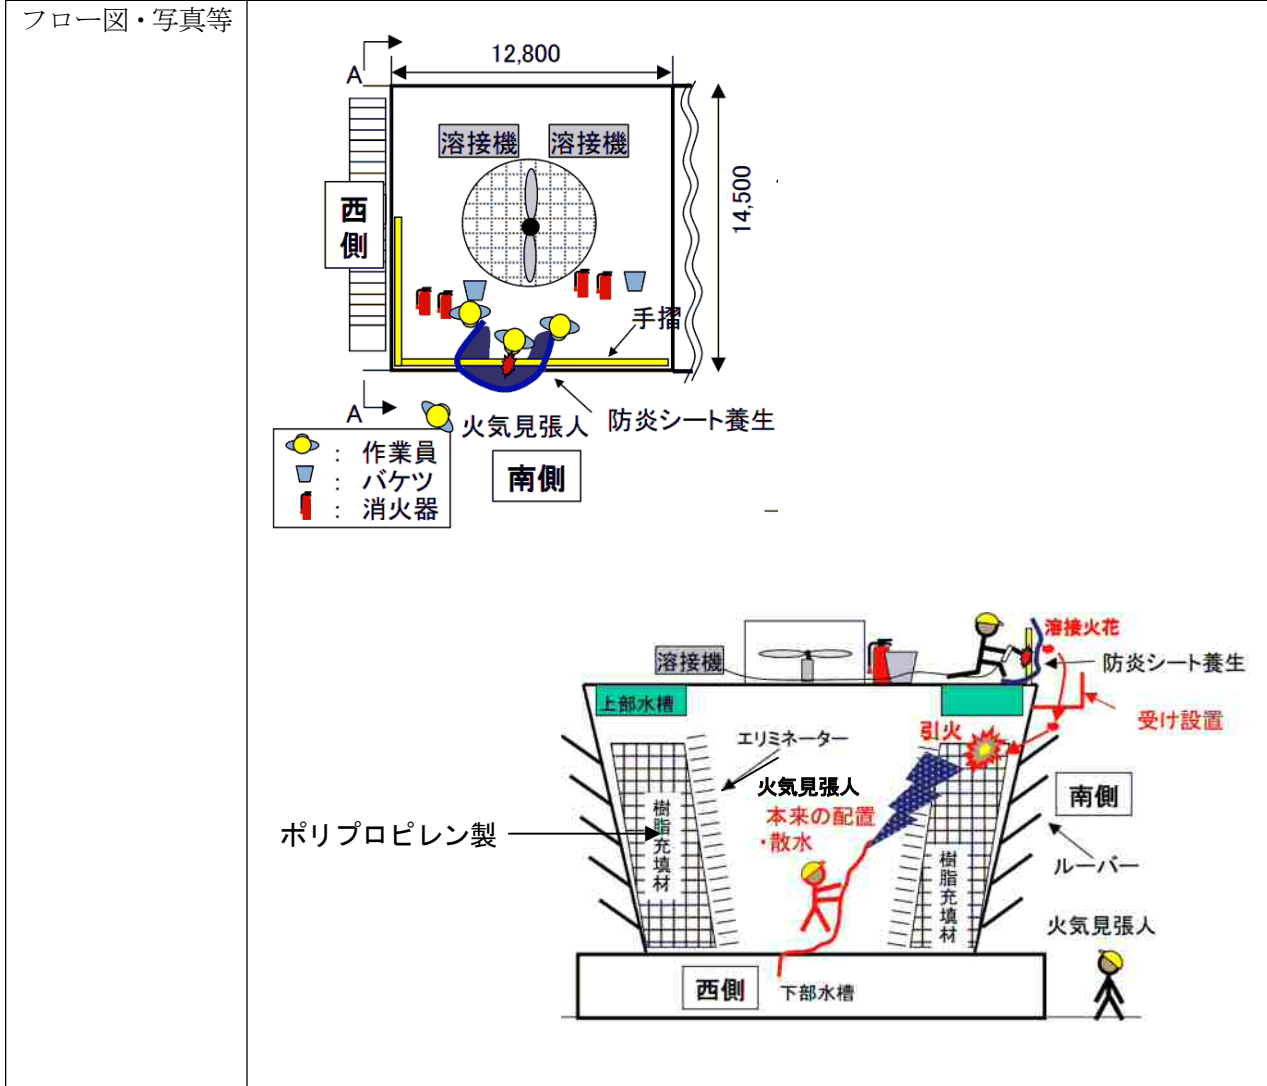 フロー図・写真等
12,800
A
溶接機
溶接機
西
側
14,500
手摺
A
火気見張人
防炎シート養生
南側
： 作業員
： バケツ
： 消火器
溶接火花
溶接機
防炎シート養生
上部水槽
受け設置
引火
エリミネーター
火気見張人
本来の配置
・散水
南側
ポリプロピレン製
樹脂充填材
樹脂充填材
ルーバー
火気見張人
西側
下部水槽